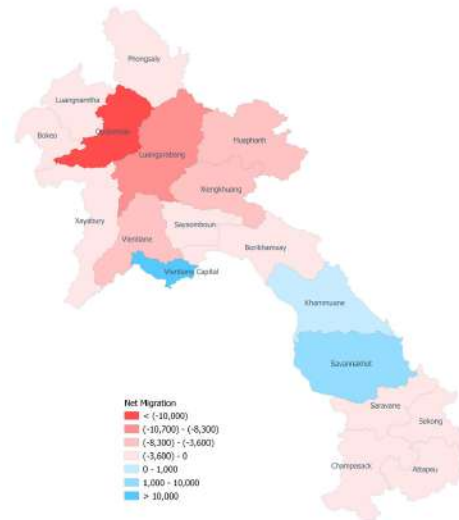 Phongsaly
Luangnamtha
Oudomxay
Bokeo
Luangprabang
Huaphanh
Xiengkhuang
Xayabury
Vientiane
Saysomboun
Borikhamxay
Vientiane Capital
Khammuane
Savannakhet
Saravane
Sekong
Champasack
Attapeu
Net Migration
< (-10,000)
(-10,700) - (-8,300)
(-8,300) - (-3,600)
(-3,600) - 0
0 - 1,000
1,000 - 10,000
> 10,000